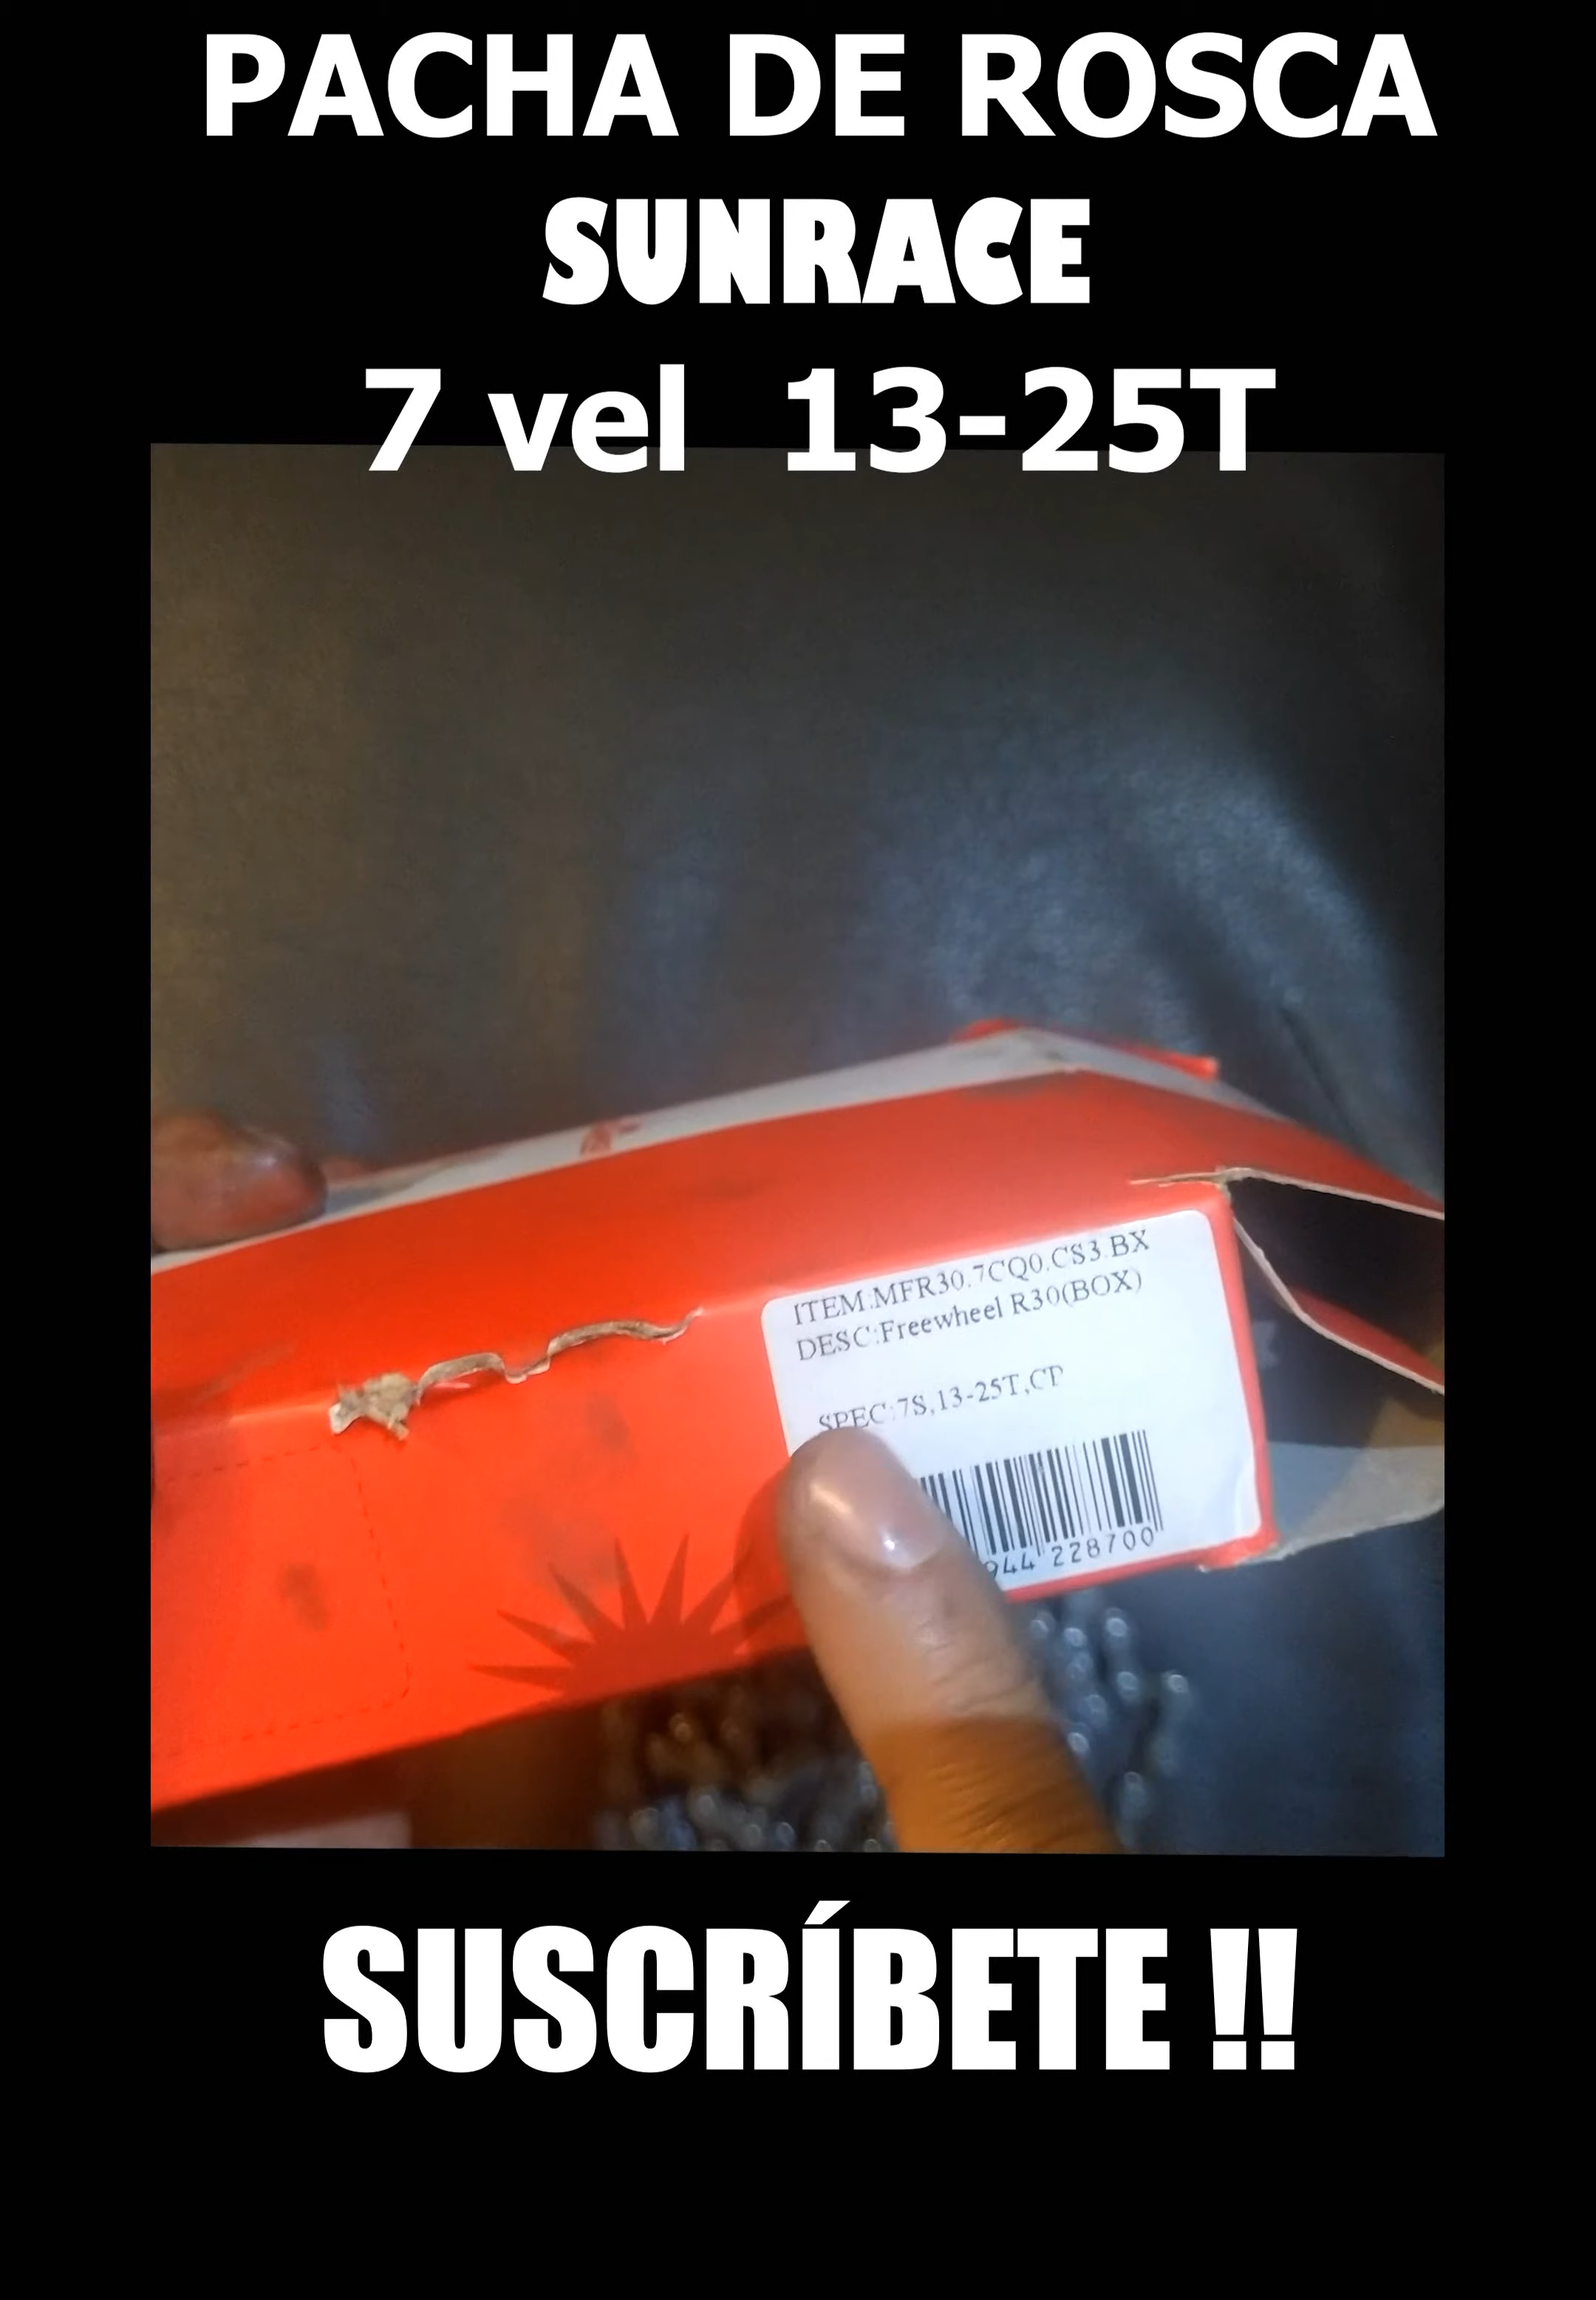 PACHA DE ROSCA
SUNRACE
7 vel 13-25T
ITEM:MFR30.7CQ0.CS3.BX
DESC:Freewheel R30(BOX)
SPEC:7S,13-25T,CP
944 228700
SUSCRÍBETE !!